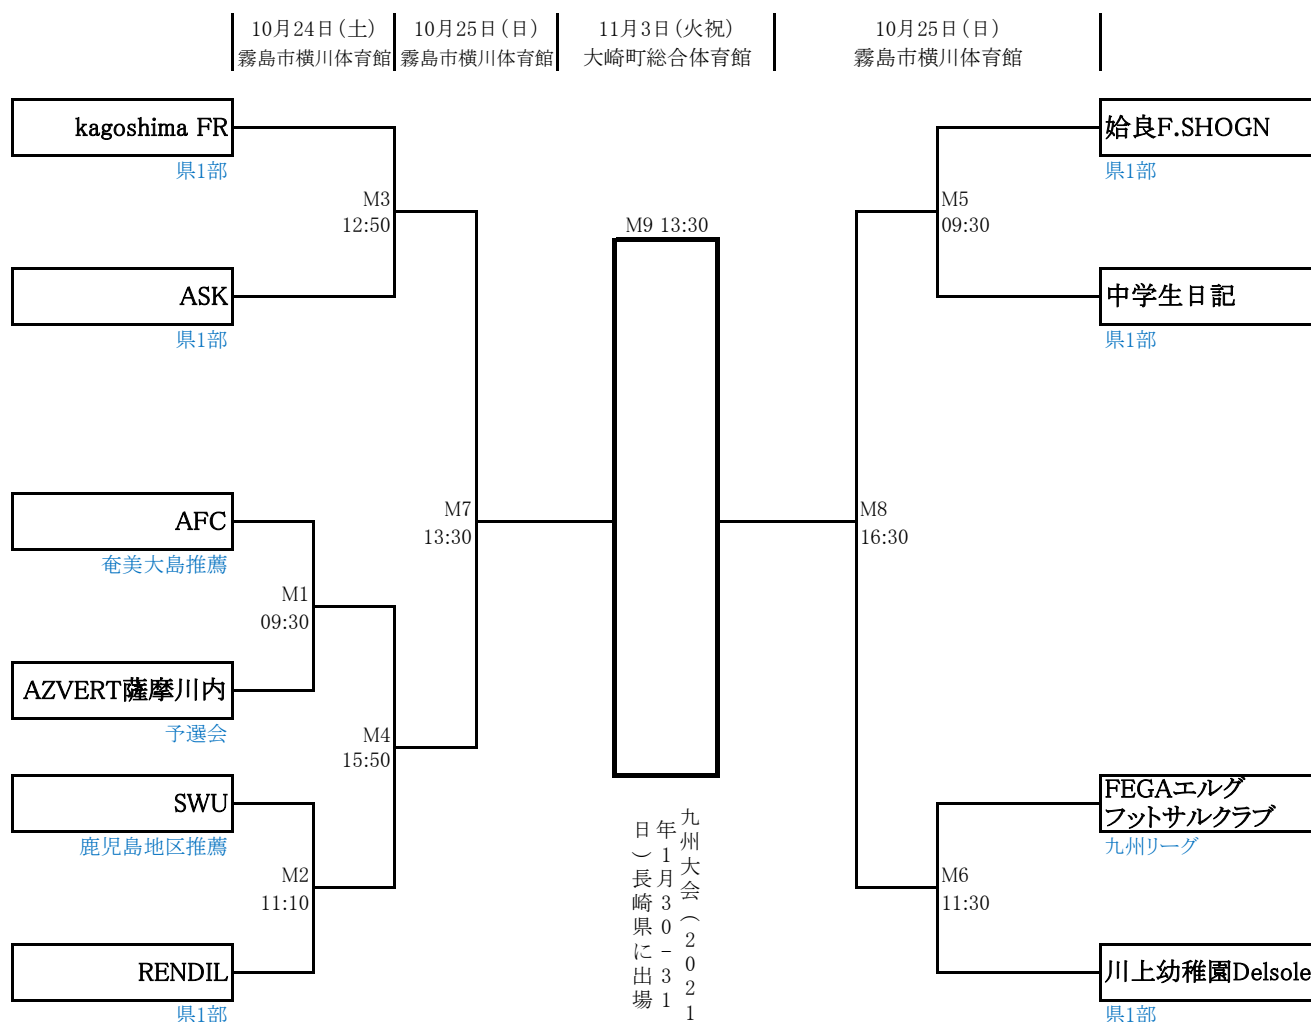 10月24日（土）
霧島市横川体育館
10月25日（日）
霧島市横川体育館
11月3日（火祝）
大崎町総合体育館
10月25日（日）
霧島市横川体育館
kagoshima FR
県1部
M3
12:50
ASK
県1部
AFC
奄美大島推薦
M1
09:30
AZVERT薩摩川内
予選会
M4
15:50
SWU
鹿児島地区推薦
M2
11:10
RENDIL
県1部
M7
13:30
M9 13:30
九州大会（2021
年1月30-31
日）長崎県に出場
M8
16:30
姶良F.SHOGN
県1部
M5
09:30
中学生日記
県1部
FEGAエルグ
フットサルクラブ
九州リーグ
M6
11:30
川上幼稚園Delsole
県1部